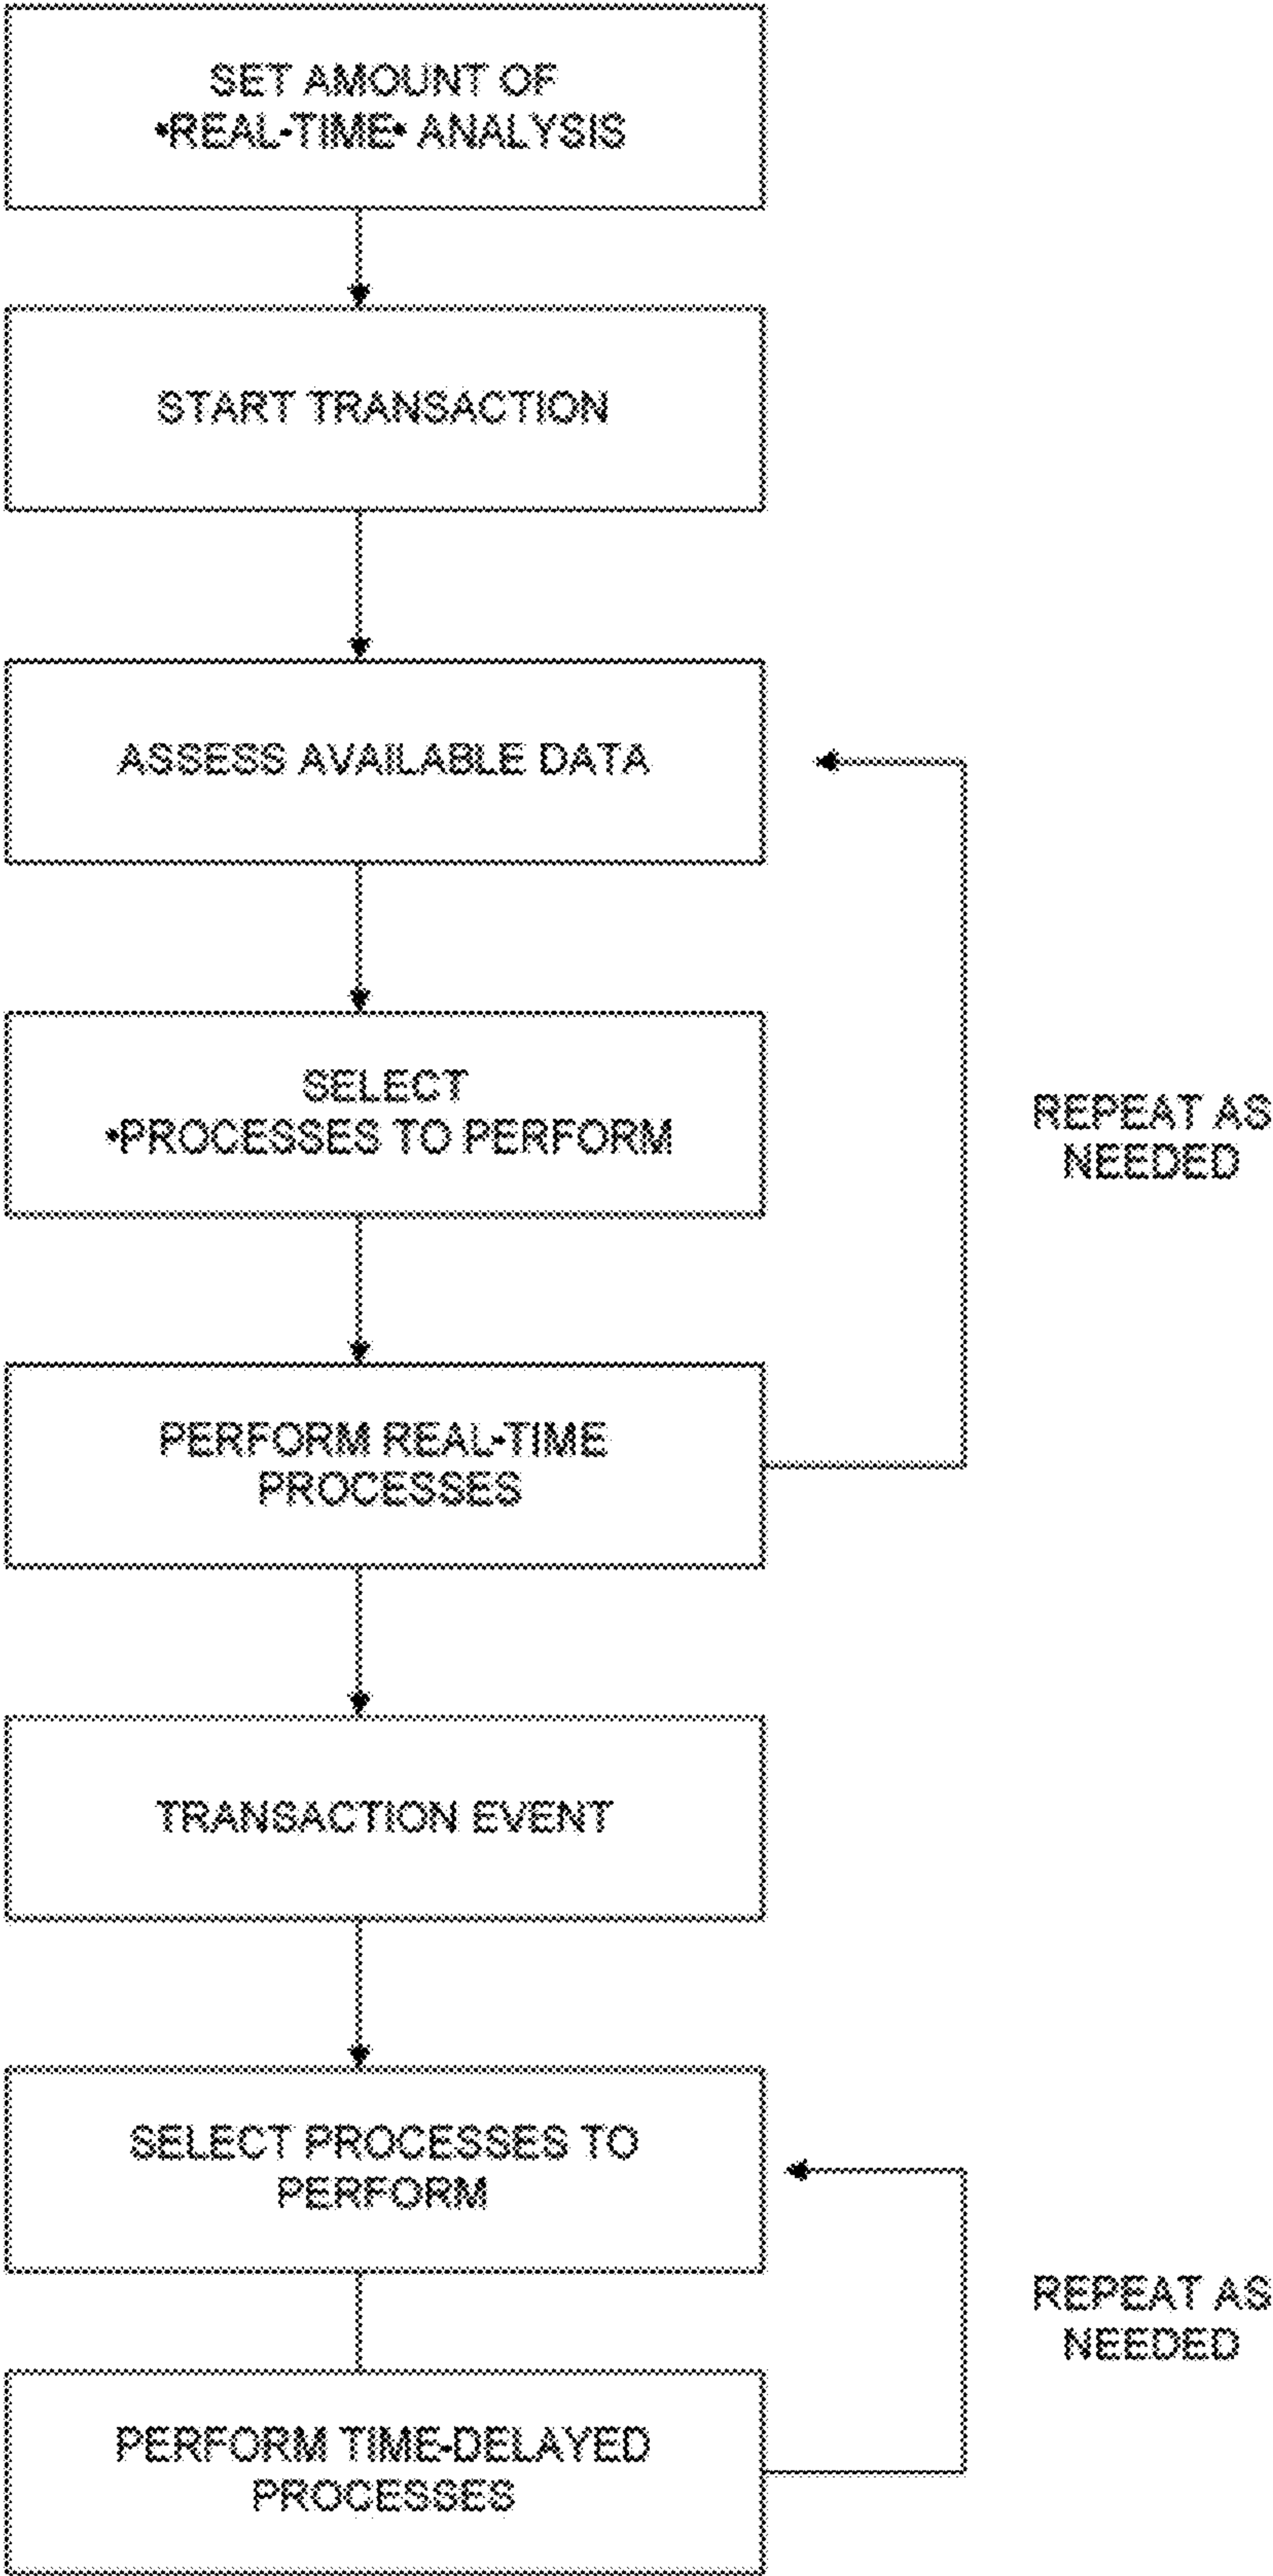 SET AMOUNT OF
*REAL-TIME* ANALYSIS
START TRANSACTION
ASSESS AVAILABLE DATA
SELECT
*PROCESSES TO PERFORM
REPEAT AS
NEEDED
PERFORM REAL-TIME
PROCESSES
TRANSACTION EVENT
SELECT PROCESSES TO
PERFORM
REPEAT AS
NEEDED
PERFORM TIME-DELAYED
PROCESSES